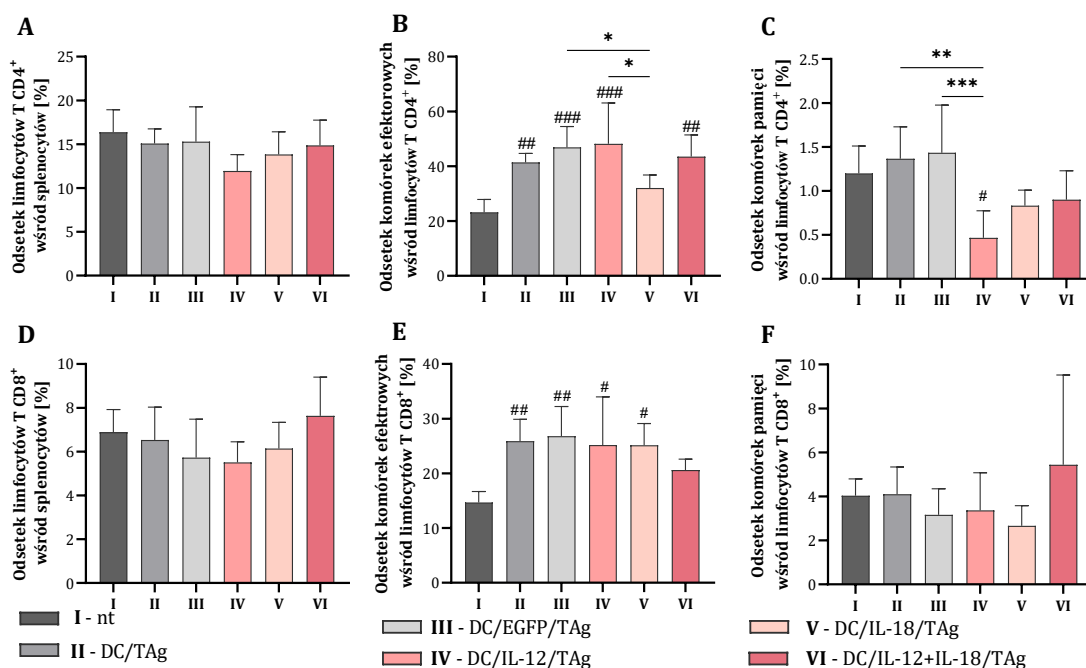 A
Odsetek limfocytów T CD4⁺
wśród splenocytów [%]
25
20
15
10
5
0
I II III IV V VI
B
Odsetek komórek efektorowych
wśród limfocytów T CD4⁺ [%]
80
60
40
20
0
*
*
## ### ### ##
I II III IV V VI
C
Odsetek komórek pamięci
wśród limfocytów T CD4⁺ [%]
2.5
2.0
1.5
1.0
0.5
0.0
**
***
#
I II III IV V VI
D
Odsetek limfocytów T CD8⁺
wśród splenocytów [%]
10
8
6
4
2
0
I II III IV V VI
E
Odsetek komórek efektrowych
wśród limfocytów T CD8⁺ [%]
40
30
20
10
0
## ## # #
I II III IV V VI
F
Odsetek komórek pamięci
wśród limfocytów T CD8⁺ [%]
10
8
6
4
2
0
I II III IV V VI
I - nt
II - DC/TAg
III - DC/EGFP/TAg
IV - DC/IL-12/TAg
V - DC/IL-18/TAg
VI - DC/IL-12+IL-18/TAg